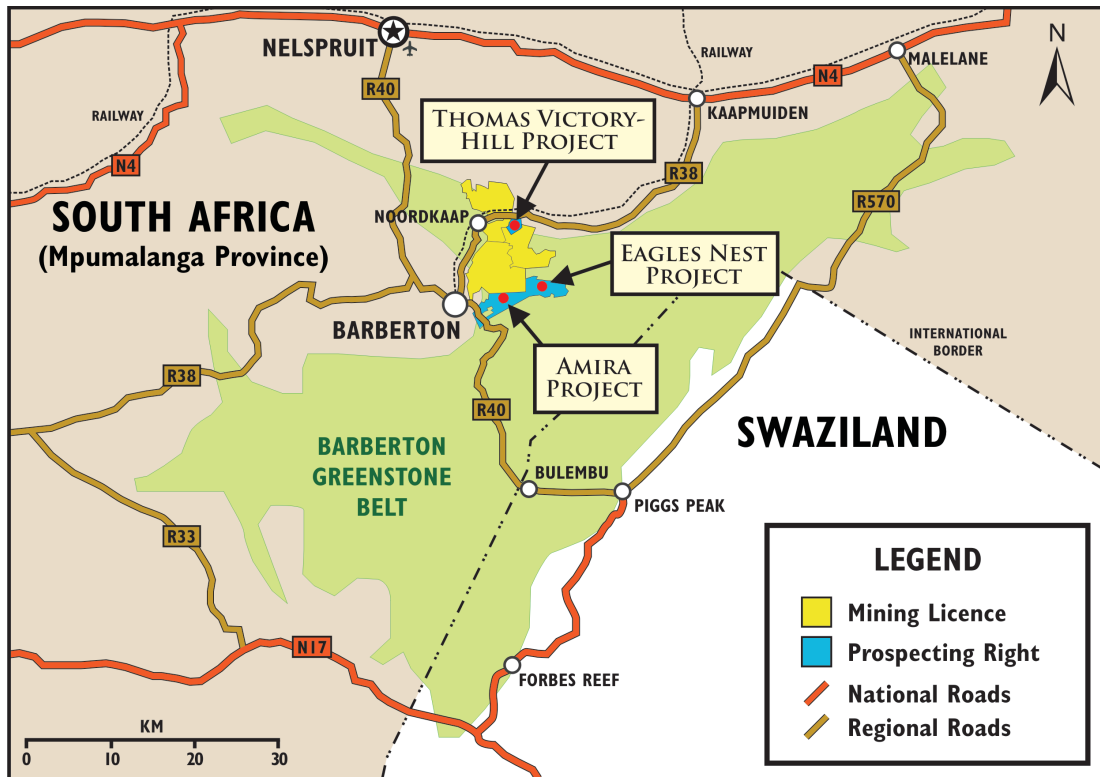 NELSPRUIT
RAILWAY
N
MALELANE
N4
R40
KAAPMUIDEN
RAILWAY
THOMAS VICTORY-
HILL PROJECT
N4
R38
R570
SOUTH AFRICA
(Mpumalanga Province)
NOORDKAAP
EAGLES NEST
PROJECT
BARBERTON
INTERNATIONAL
BORDER
AMIRA
PROJECT
R38
R40
SWAZILAND
BARBERTON
GREENSTONE
BELT
BULEMBU
PIGGS PEAK
R33
N17
FORBES REEF
LEGEND
Mining Licence
Prospecting Right
National Roads
Regional Roads
KM
0 10 20 30